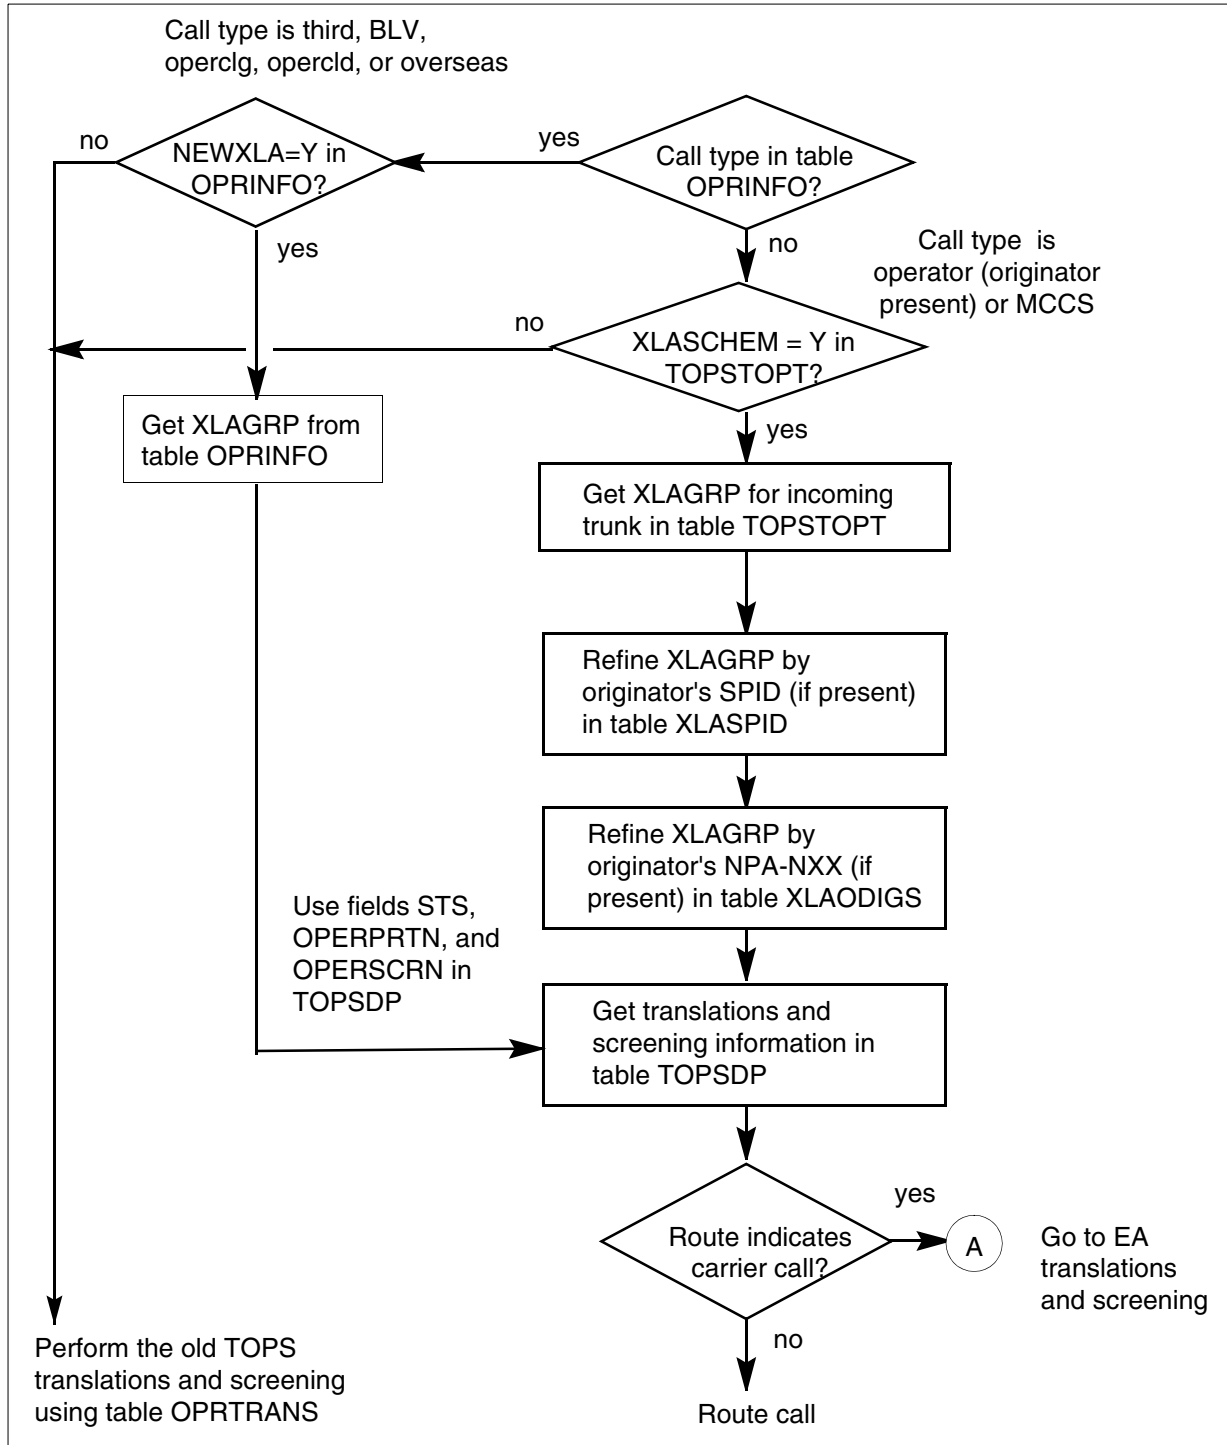 Call type is third, BLV,
operclg, opercld, or overseas
no
NEWXLA=Y in
OPRINFO?
yes
Call type in table
OPRINFO?
yes
no
Call type is
operator (originator
present) or MCCS
no
XLASCHEM = Y in
TOPSTOPT?
Get XLAGRP from
table OPRINFO
yes
Get XLAGRP for incoming
trunk in table TOPSTOPT
Refine XLAGRP by
originator's SPID (if present)
in table XLASPID
Refine XLAGRP by
originator's NPA-NXX (if
present) in table XLAODIGS
Use fields STS,
OPERPRTN, and
OPERSCRN in
TOPSDP
Get translations and
screening information in
table TOPSDP
yes
Route indicates
carrier call?
A
Go to EA
translations
and screening
no
Route call
Perform the old TOPS
translations and screening
using table OPRTRANS